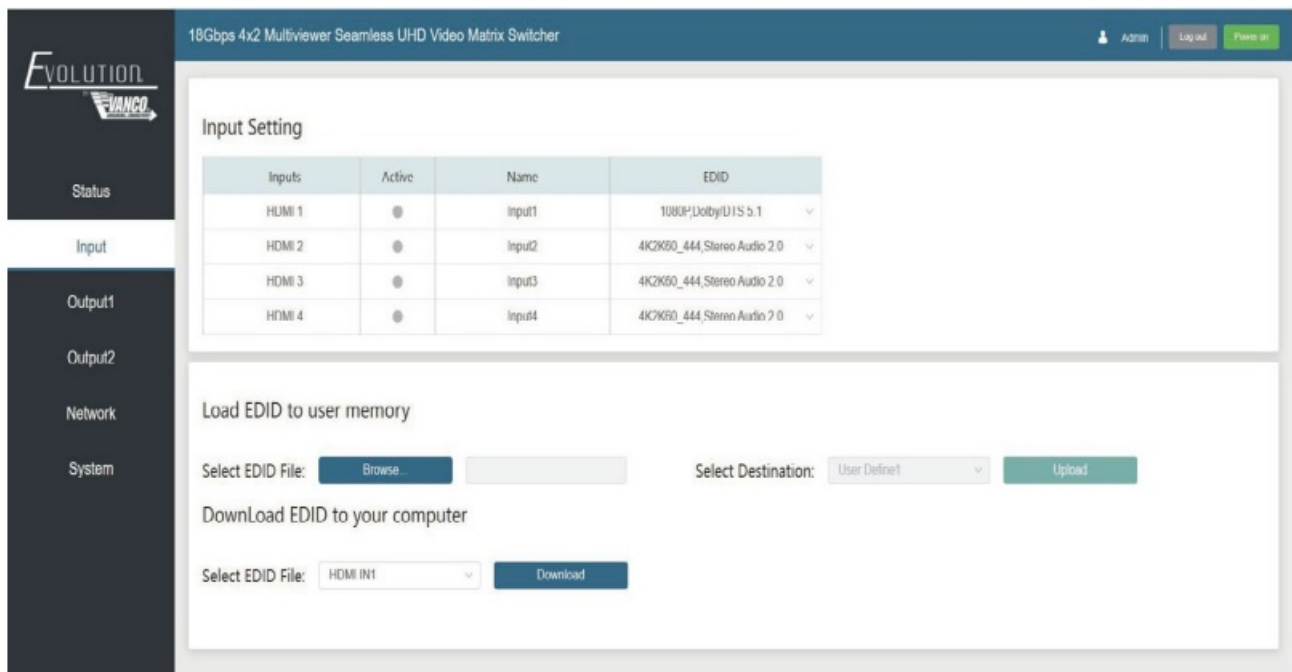 18Gbps 4x2 Multiviewer Seamless UHD Video Matrix Switcher
Admin
Log out
Power on
EVOLUTION
VANCO
Status
Input
Output1
Output2
Network
System
Input Setting
Inputs Active Name EDID
HDMI 1 Input1 1080P,Dolby/DTS 5.1
HDMI 2 Input2 4K2K60_444,Stereo Audio 2.0
HDMI 3 Input3 4K2K60_444,Stereo Audio 2.0
HDMI 4 Input4 4K2K60_444,Stereo Audio 2.0
Load EDID to user memory
Select EDID File: Browse... Select Destination: User Define1 Upload
DownLoad EDID to your computer
Select EDID File: HDMI IN1 Download